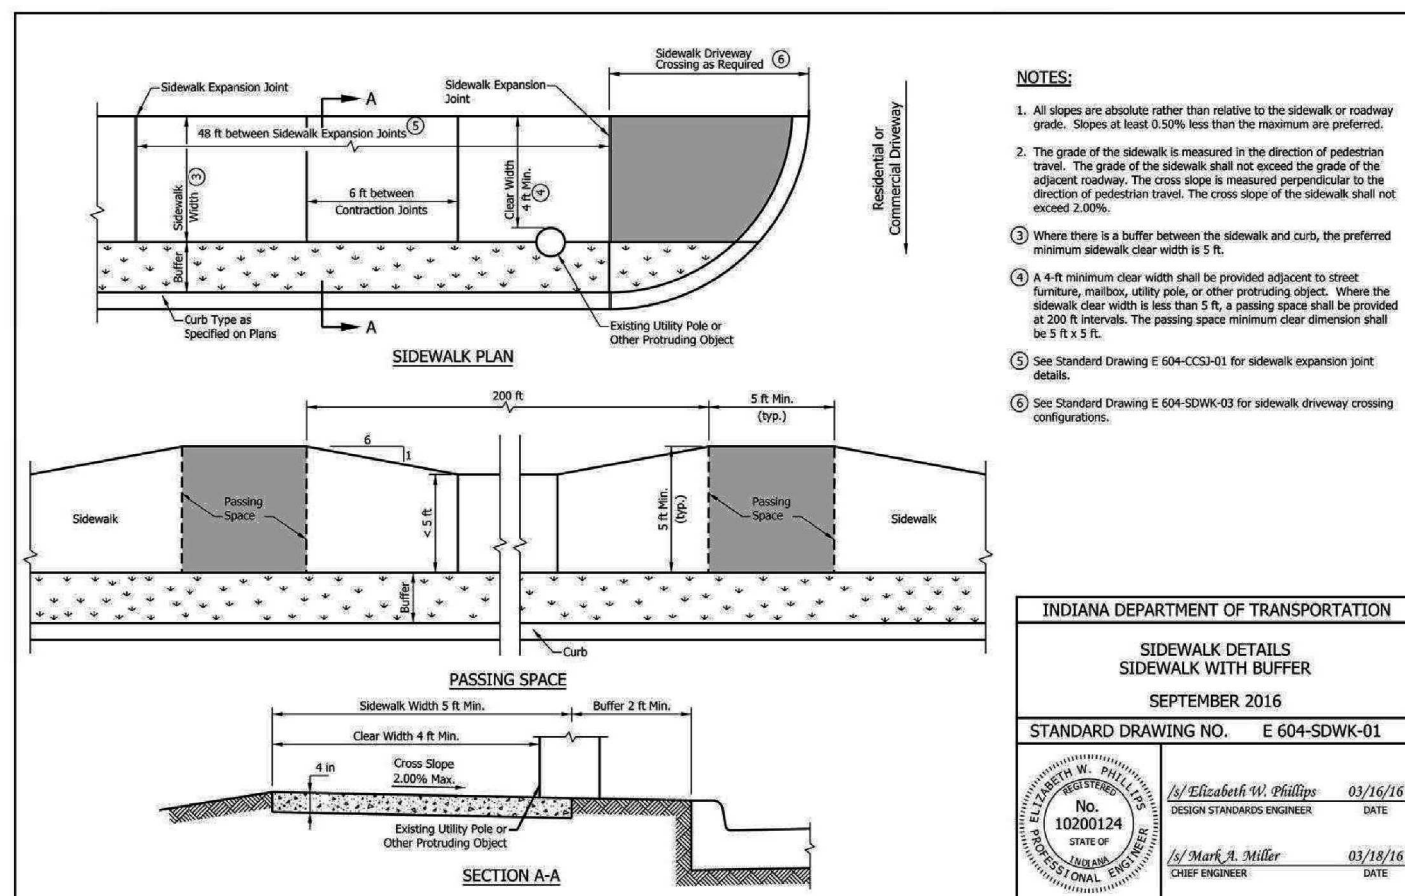 Sidewalk Driveway
Crossing as Required 6
Sidewalk Expansion Joint
A
Sidewalk Expansion
Joint
48 ft between Sidewalk Expansion Joints 5
Sidewalk
Width 3
6 ft between
Contraction Joints
Clear Width
4 ft Min. 4
Residential or
Commercial Driveway
Buffer
Curb Type as
Specified on Plans
A
Existing Utility Pole or
Other Protruding Object
SIDEWALK PLAN
200 ft
5 ft Min.
(typ.)
6
1
Sidewalk
Passing
Space
< 5 ft
5 ft Min.
(typ.)
Passing
Space
Sidewalk
Buffer
Curb
PASSING SPACE
Sidewalk Width 5 ft Min.
Buffer 2 ft Min.
Clear Width 4 ft Min.
4 in
Cross Slope
2.00% Max.
Existing Utility Pole or
Other Protruding Object
SECTION A-A
NOTES:
1. All slopes are absolute rather than relative to the sidewalk or roadway
grade. Slopes at least 0.50% less than the maximum are preferred.
2. The grade of the sidewalk is measured in the direction of pedestrian
travel. The grade of the sidewalk shall not exceed the grade of the
adjacent roadway. The cross slope is measured perpendicular to the
direction of pedestrian travel. The cross slope of the sidewalk shall not
exceed 2.00%.
3 Where there is a buffer between the sidewalk and curb, the preferred
minimum sidewalk clear width is 5 ft.
4 A 4-ft minimum clear width shall be provided adjacent to street
furniture, mailbox, utility pole, or other protruding object. Where the
sidewalk clear width is less than 5 ft, a passing space shall be provided
at 200 ft intervals. The passing space minimum clear dimension shall
be 5 ft x 5 ft.
5 See Standard Drawing E 604-CCSJ-01 for sidewalk expansion joint
details.
6 See Standard Drawing E 604-SDWK-03 for sidewalk driveway crossing
configurations.
INDIANA DEPARTMENT OF TRANSPORTATION
SIDEWALK DETAILS
SIDEWALK WITH BUFFER
SEPTEMBER 2016
STANDARD DRAWING NO. E 604-SDWK-01
ELIZABETH W. PHILLIPS
REGISTERED
No.
10200124
STATE OF
INDIANA
PROFESSIONAL ENGINEER
/s/ Elizabeth W. Phillips 03/16/16
DESIGN STANDARDS ENGINEER DATE
/s/ Mark A. Miller 03/18/16
CHIEF ENGINEER DATE